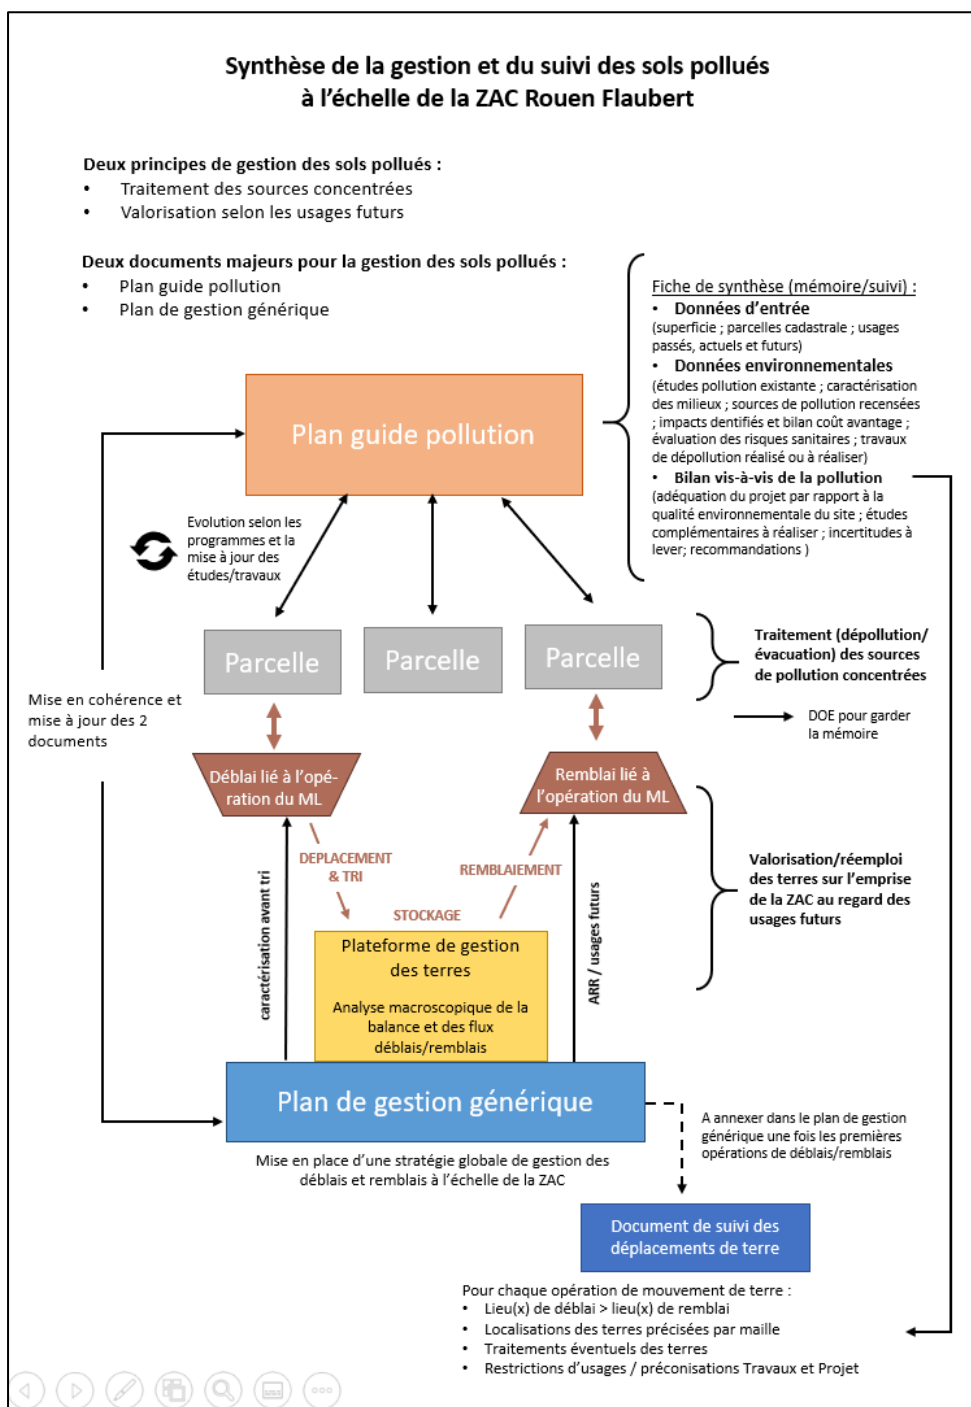 Synthèse de la gestion et du suivi des sols pollués
à l'échelle de la ZAC Rouen Flaubert
Deux principes de gestion des sols pollués :
• Traitement des sources concentrées
• Valorisation selon les usages futurs
Deux documents majeurs pour la gestion des sols pollués :
• Plan guide pollution
• Plan de gestion générique
Fiche de synthèse (mémoire/suivi) :
• Données d'entrée
(superficie ; parcelles cadastrale ; usages
passés, actuels et futurs)
• Données environnementales
(études pollution existante ; caractérisation
des milieux ; sources de pollution recensées
; impacts dentifiés et bilan coût avantage ;
évaluation des risques sanitaires ; travaux
de dépollution réalisé ou à réaliser)
• Bilan vis-à-vis de la pollution
(adéquation du projet par rapport à la
qualité environnementale du site ; études
complémentaires à réaliser ; incertitudes à
lever; recommandations )
Plan guide pollution
Evolution selon les
programmes et la
mise à jour des
études/travaux
Parcelle
Parcelle
Parcelle
Traitement (dépollution/
évacuation) des sources
de pollution concentrées
Mise en cohérence et
mise à jour des 2
documents
DOE pour garder
la mémoire
Déblai lié à l'opé-
ration du ML
Remblai lié à
l'opération du ML
DEPLACEMENT
& TRI
REMBLAIEMENT
STOCKAGE
caractérisation avant tri
ARR / usages futurs
Valorisation/réemploi
des terres sur l'emprise
de la ZAC au regard des
usages futurs
Plateforme de gestion
des terres
Analyse macroscopique de la
balance et des flux
déblais/remblais
Plan de gestion générique
Mise en place d'une stratégie globale de gestion des
déblais et remblais à l'échelle de la ZAC
A annexer dans le plan de gestion
générique une fois les premières
opérations de déblais/remblais
Document de suivi des
déplacements de terre
Pour chaque opération de mouvement de terre :
• Lieu(x) de déblai > lieu(x) de remblai
• Localisations des terres précisées par maille
• Traitements éventuels des terres
• Restrictions d'usages / préconisations Travaux et Projet